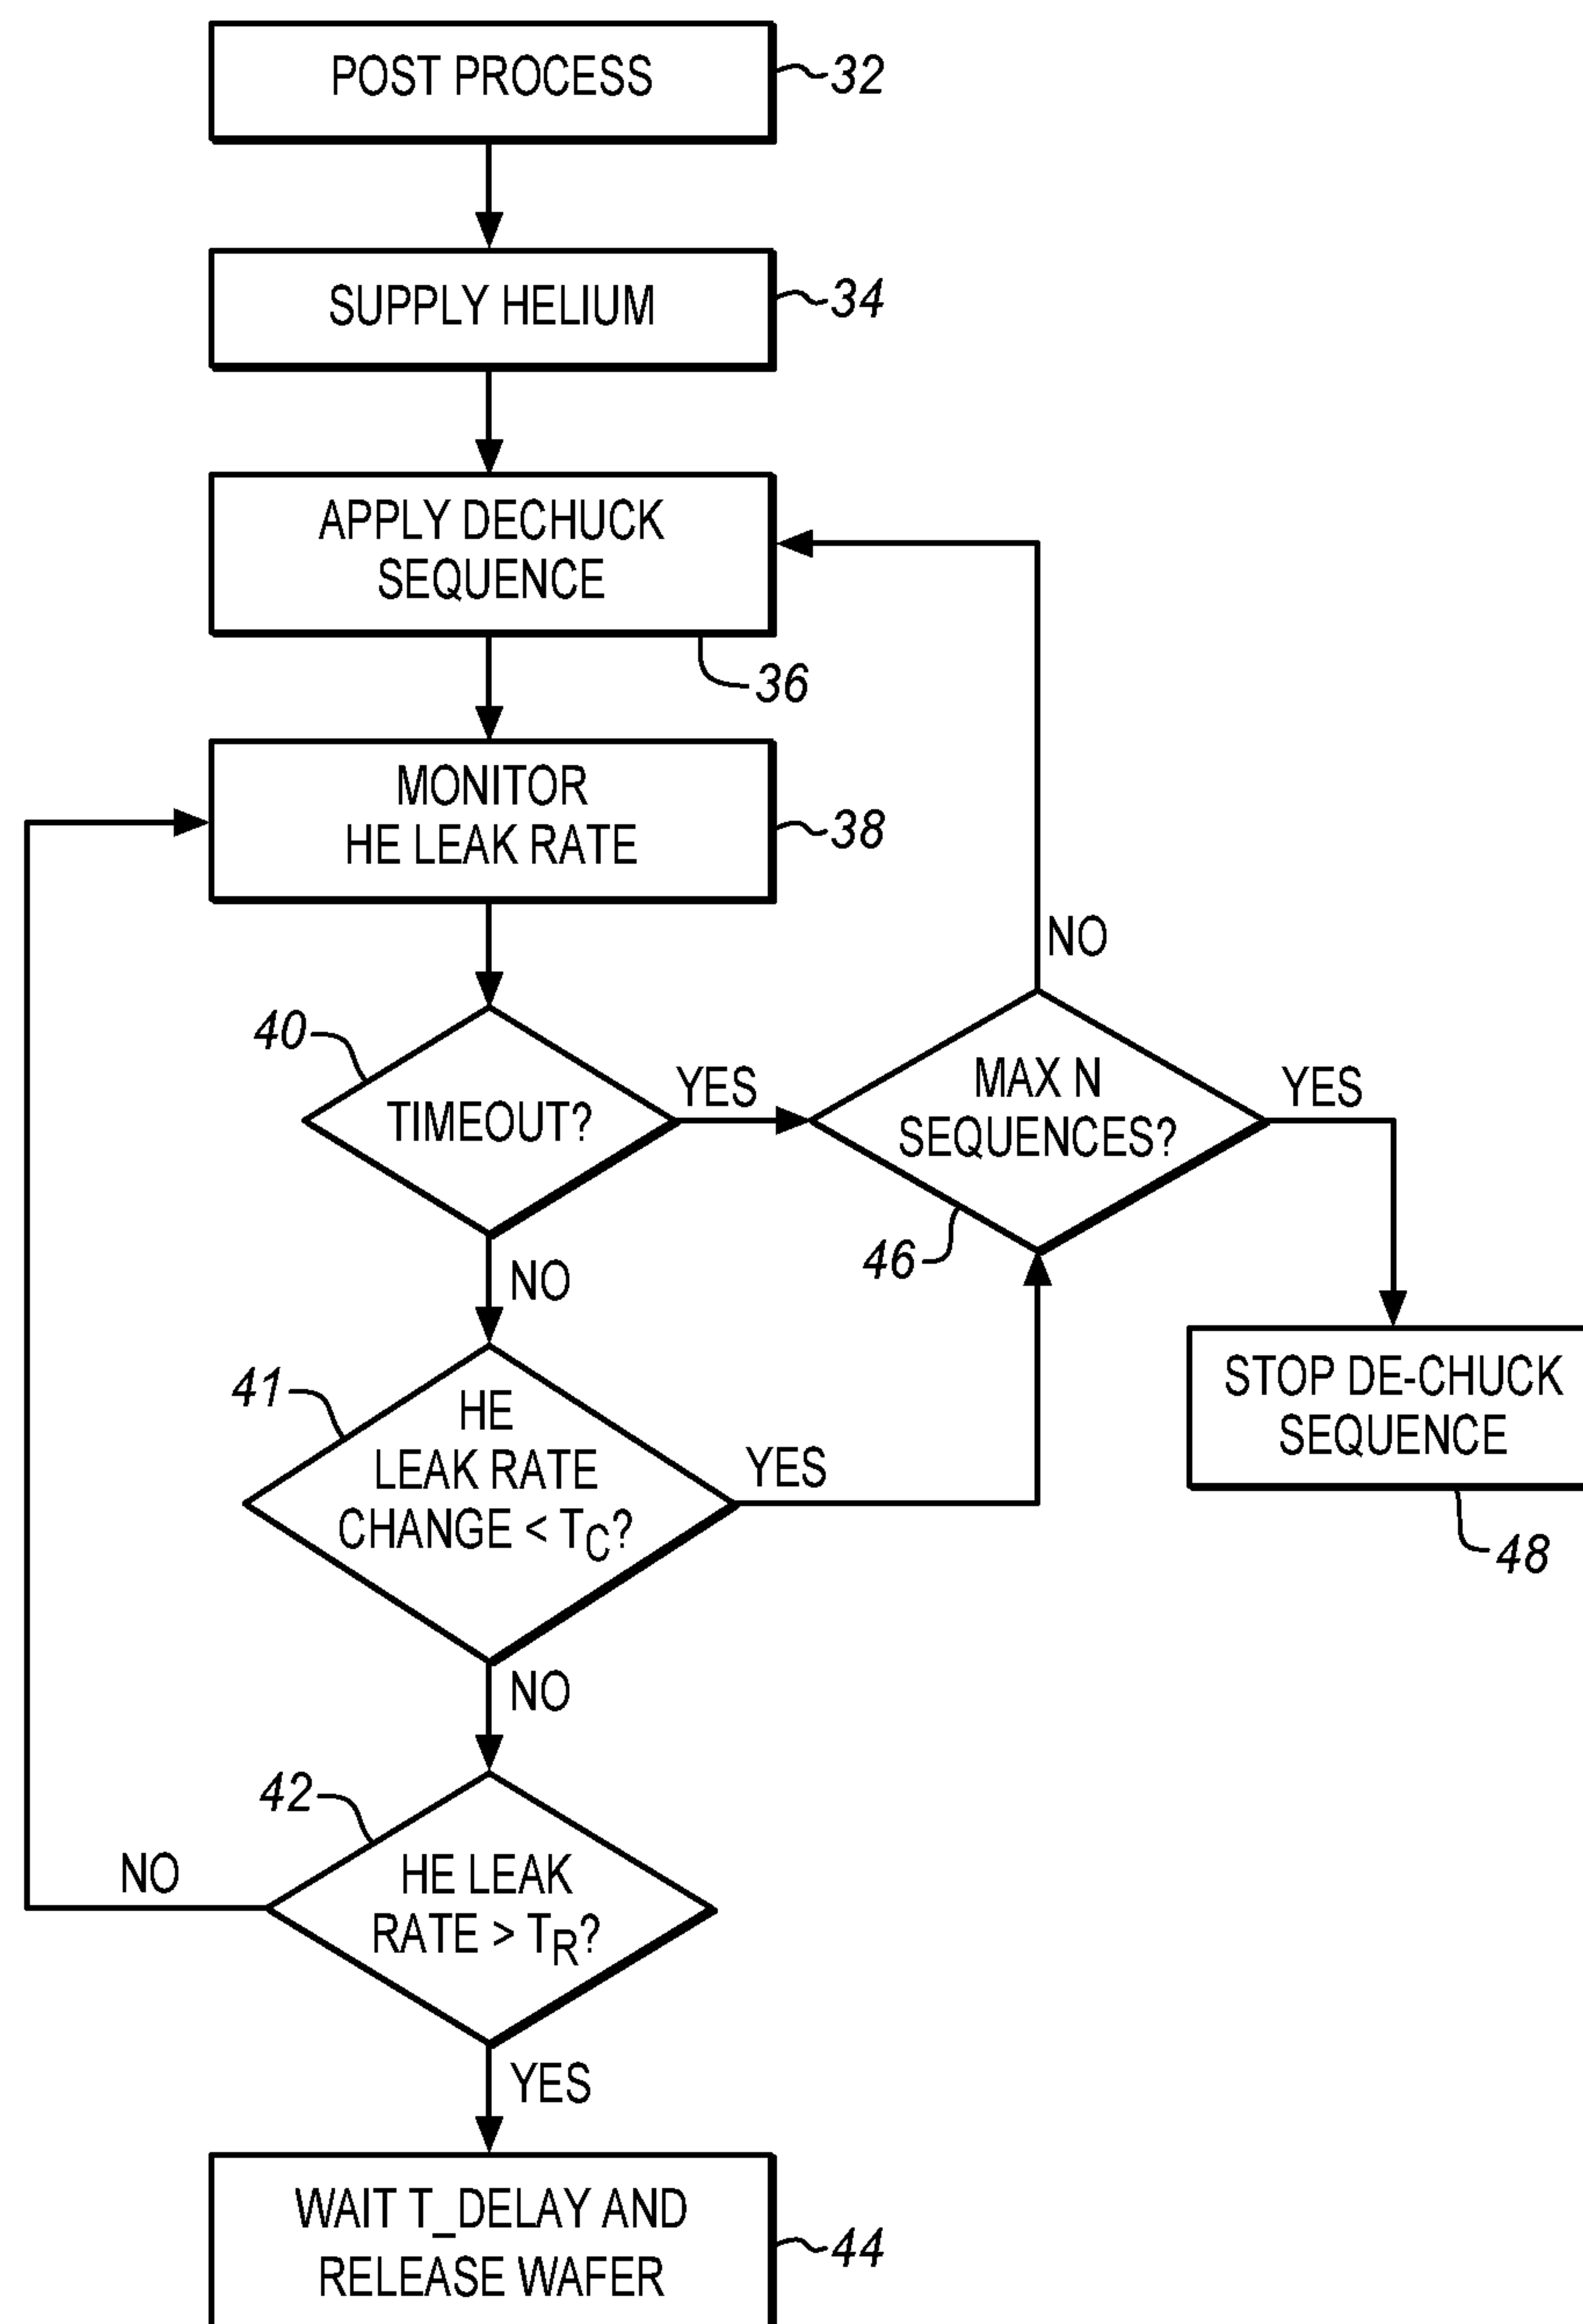 POST PROCESS
32
SUPPLY HELIUM
34
APPLY DECHUCK
SEQUENCE
36
MONITOR
HE LEAK RATE
38
NO
40
TIMEOUT?
YES
MAX N
SEQUENCES?
YES
46
NO
41
HE
LEAK RATE
CHANGE < TC?
YES
STOP DE-CHUCK
SEQUENCE
48
NO
42
HE LEAK
RATE > TR?
NO
YES
WAIT T_DELAY AND
RELEASE WAFER
44